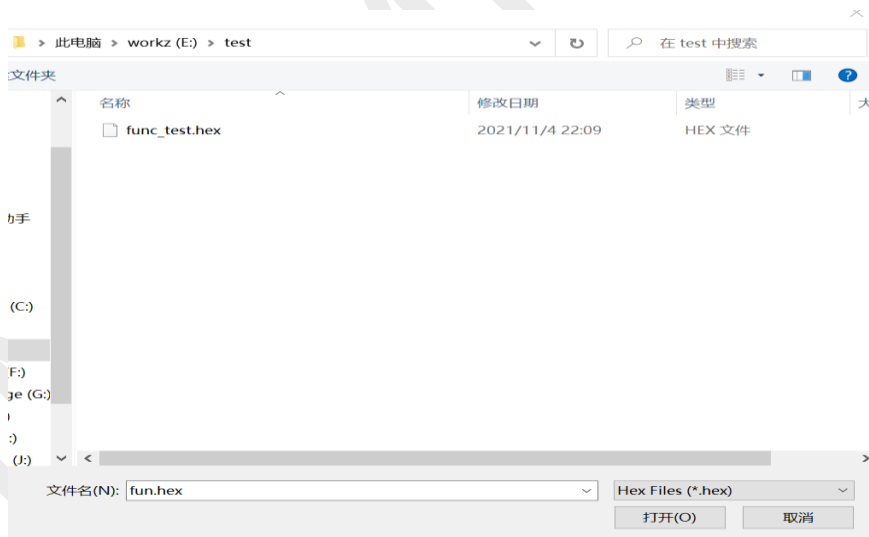 此电脑 > workz (E:) > test
在 test 中搜索
文件夹
名称 修改日期 类型
func_test.hex 2021/11/4 22:09 HEX 文件
助手
(C:)
F:)
ge (G:)
)
:)
(J:)
文件名(N): fun.hex Hex Files (*.hex)
打开(O) 取消